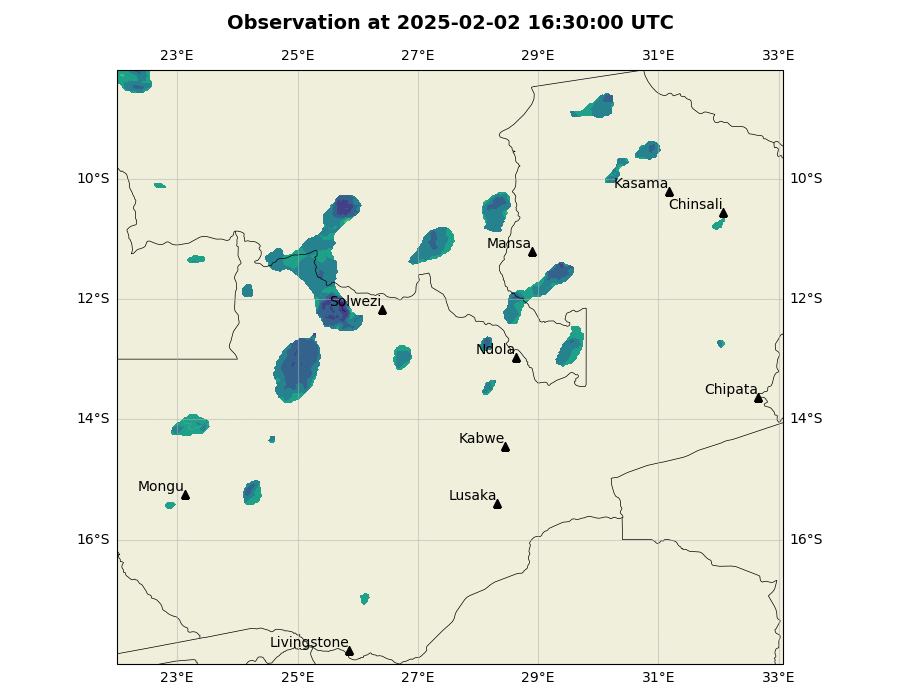 Observation at 2025-02-02 16:30:00 UTC
23°E 25°E 27°E 29°E 31°E 33°E
10°S 10°S
Kasama
Chinsali
Mansa
12°S 12°S
Solwezi
Ndola
Chipata
14°S 14°S
Kabwe
Mongu
Lusaka
16°S 16°S
Livingstone
23°E 25°E 27°E 29°E 31°E 33°E